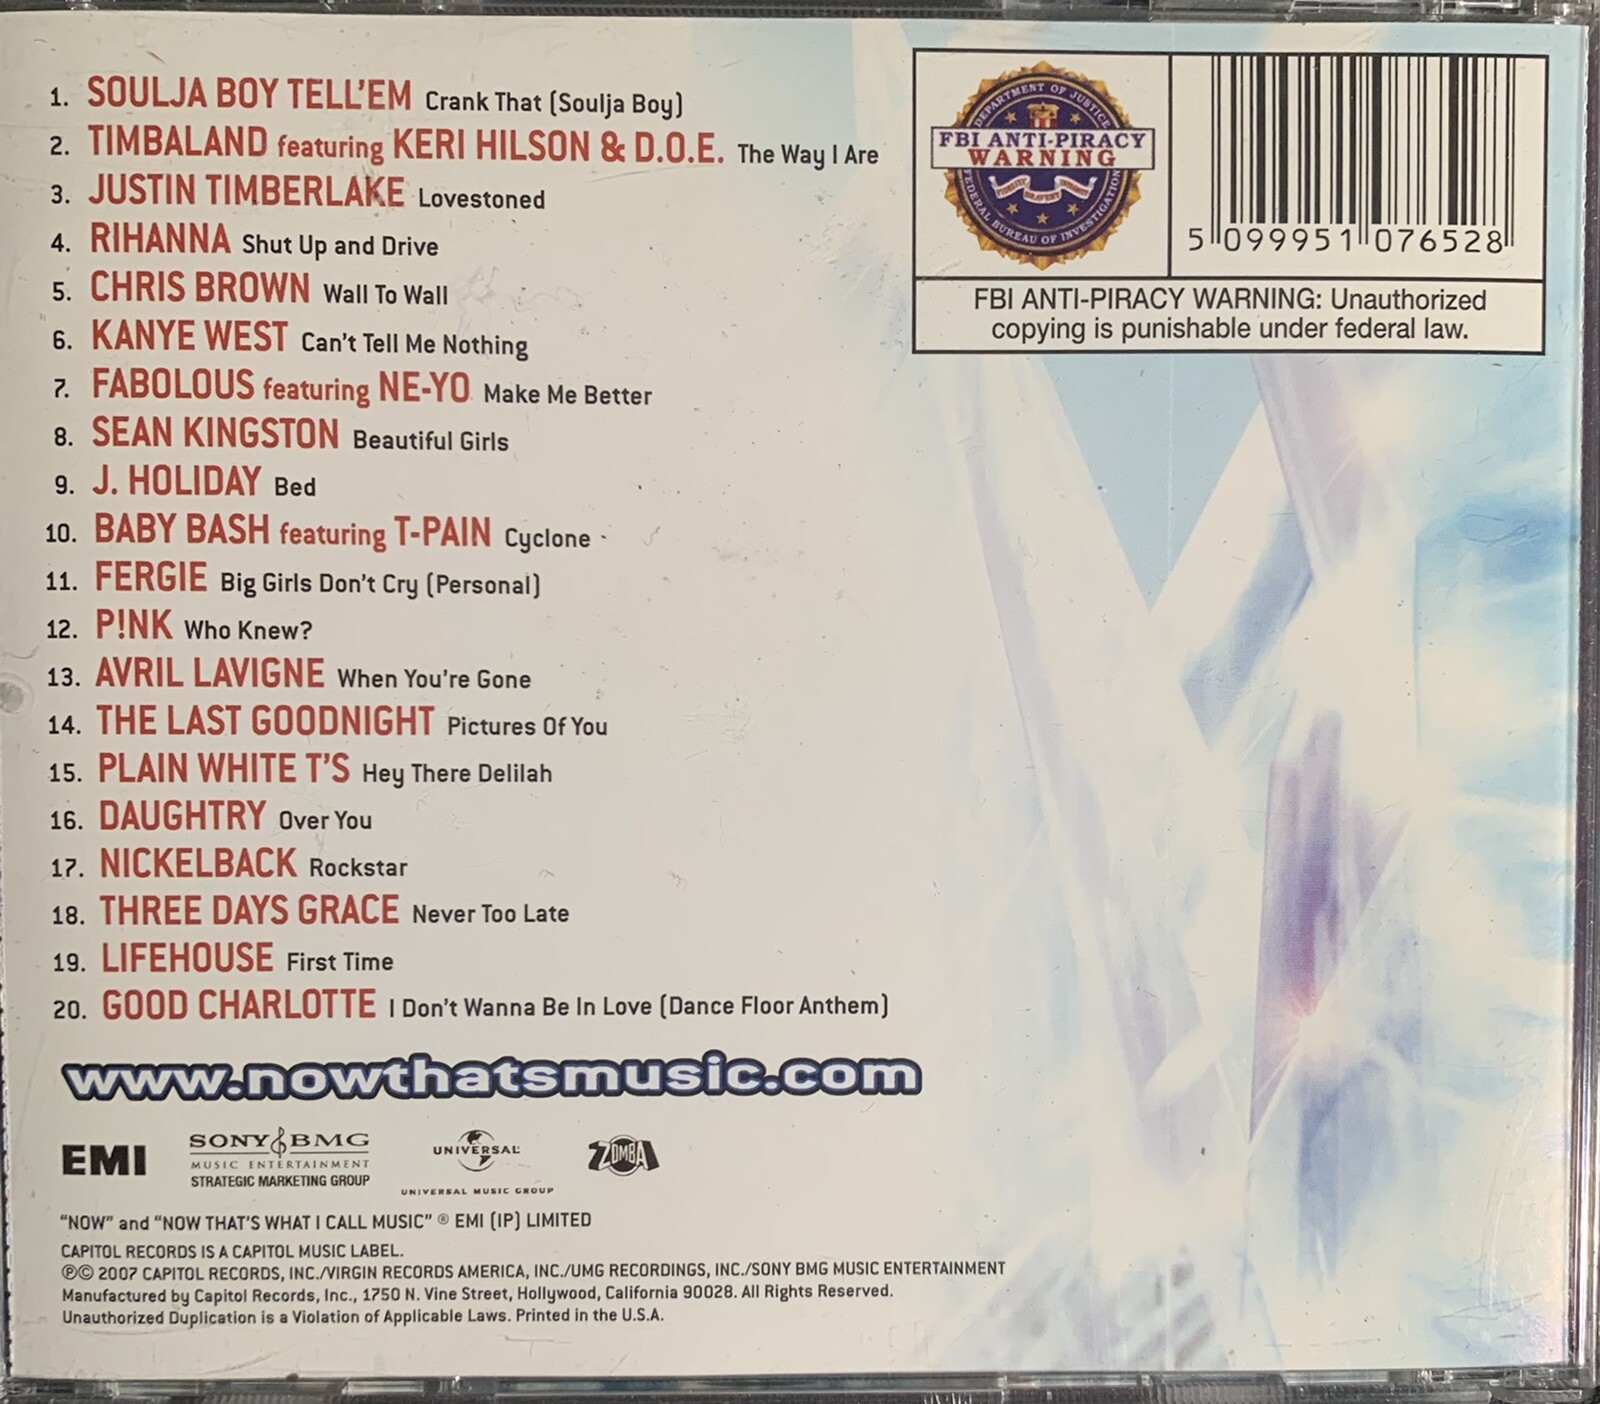 1. SOULJA BOY TELL'EM Crank That (Soulja Boy)
2. TIMBALAND featuring KERI HILSON & D.O.E. The Way I Are
3. JUSTIN TIMBERLAKE Lovestoned
4. RIHANNA Shut Up and Drive
5. CHRIS BROWN Wall To Wall
6. KANYE WEST Can't Tell Me Nothing
7. FABOLOUS featuring NE-YO Make Me Better
8. SEAN KINGSTON Beautiful Girls
9. J. HOLIDAY Bed
10. BABY BASH featuring T-PAIN Cyclone
11. FERGIE Big Girls Don't Cry (Personal)
12. P!NK Who Knew?
13. AVRIL LAVIGNE When You're Gone
14. THE LAST GOODNIGHT Pictures Of You
15. PLAIN WHITE T'S Hey There Delilah
16. DAUGHTRY Over You
17. NICKELBACK Rockstar
18. THREE DAYS GRACE Never Too Late
19. LIFEHOUSE First Time
20. GOOD CHARLOTTE I Don't Wanna Be In Love (Dance Floor Anthem)
DEPARTMENT OF JUSTICE
FBI ANTI-PIRACY
WARNING
FIDELITY BRAVERY INTEGRITY
FEDERAL BUREAU OF INVESTIGATION
5 099951 076528
FBI ANTI-PIRACY WARNING: Unauthorized
copying is punishable under federal law.
www.nowthatsmusic.com
EMI
SONY BMG
MUSIC ENTERTAINMENT
STRATEGIC MARKETING GROUP
UNIVERSAL
UNIVERSAL MUSIC GROUP
ZOMBA
"NOW" and "NOW THAT'S WHAT I CALL MUSIC" ® EMI (IP) LIMITED
CAPITOL RECORDS IS A CAPITOL MUSIC LABEL.
℗© 2007 CAPITOL RECORDS, INC./VIRGIN RECORDS AMERICA, INC./UMG RECORDINGS, INC./SONY BMG MUSIC ENTERTAINMENT
Manufactured by Capitol Records, Inc., 1750 N. Vine Street, Hollywood, California 90028. All Rights Reserved.
Unauthorized Duplication is a Violation of Applicable Laws. Printed in the U.S.A.